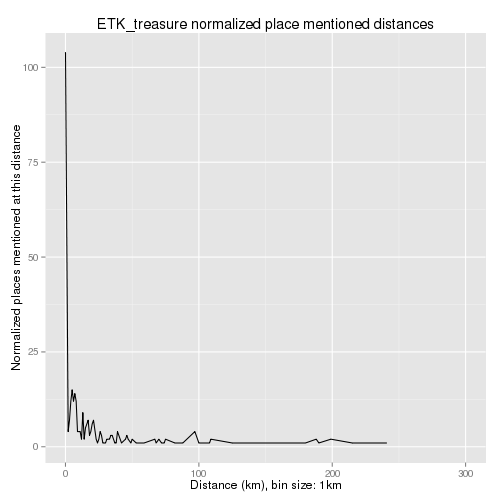 ETK_treasure normalized place mentioned distances
Normalized places mentioned at this distance
100
75
50
25
0
0 100 200 300
Distance (km), bin size: 1km